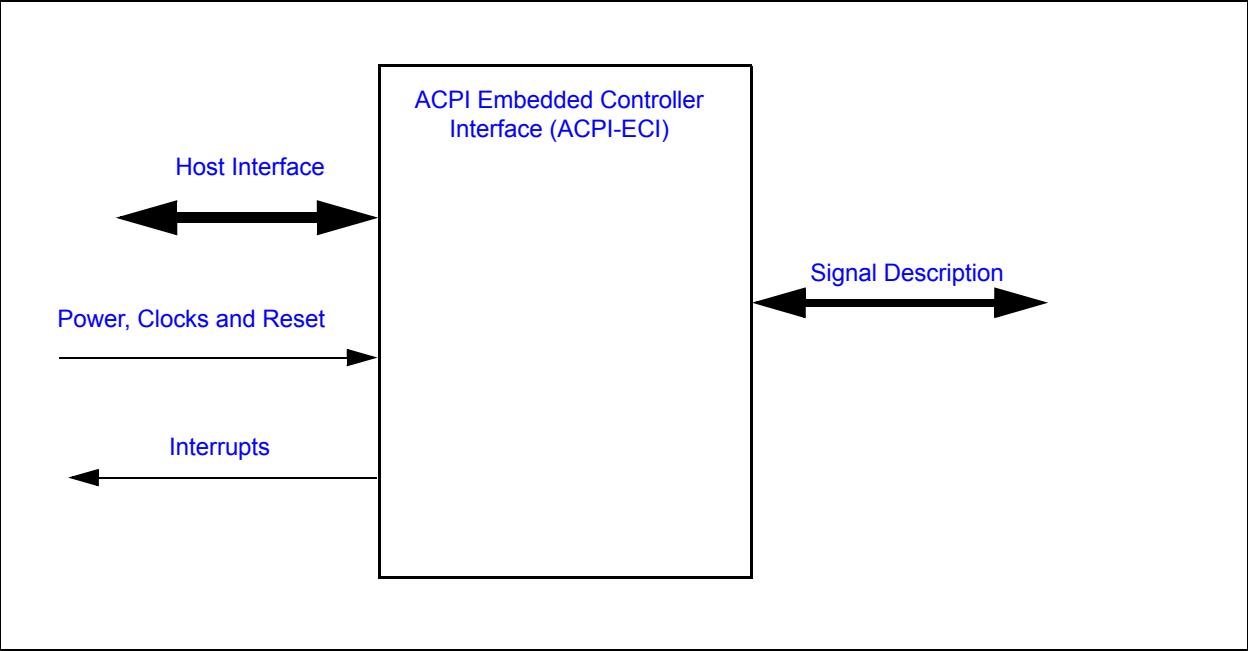 ACPI Embedded Controller
Interface (ACPI-ECI)
Host Interface
Signal Description
Power, Clocks and Reset
Interrupts